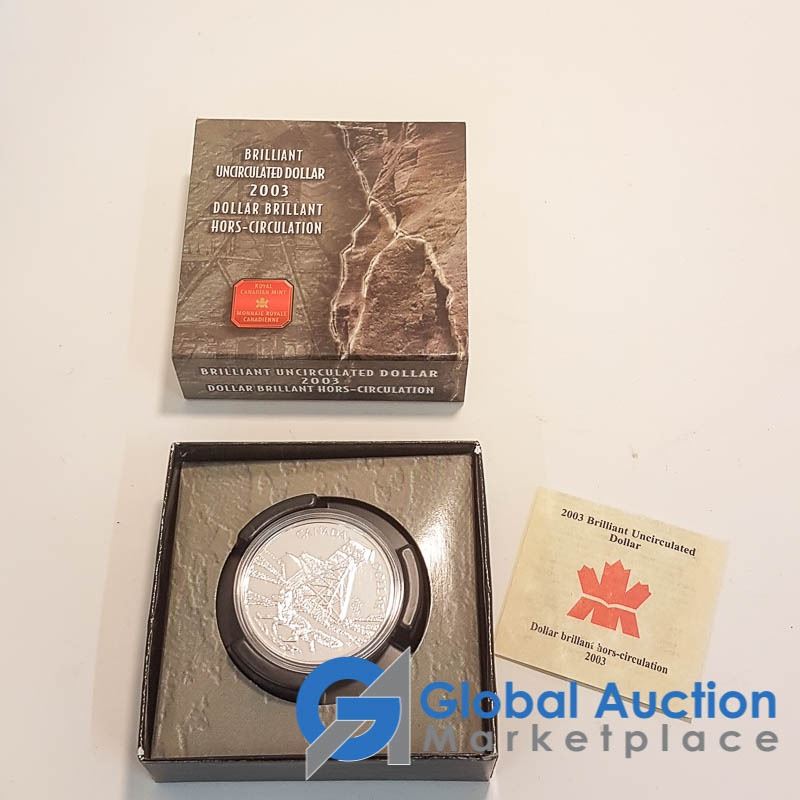 BRILLIANT
UNCIRCULATED DOLLAR
2003
DOLLAR BRILLANT
HORS-CIRCULATION
ROYAL
CANADIAN MINT
MONNAIE ROYALE
CANADIENNE
BRILLIANT UNCIRCULATED DOLLAR
2003
DOLLAR BRILLANT HORS-CIRCULATION
CANADA
2003 Brilliant Uncirculated
Dollar
Dollar brillant hors-circulation
2003
Global Auction
Marketplace